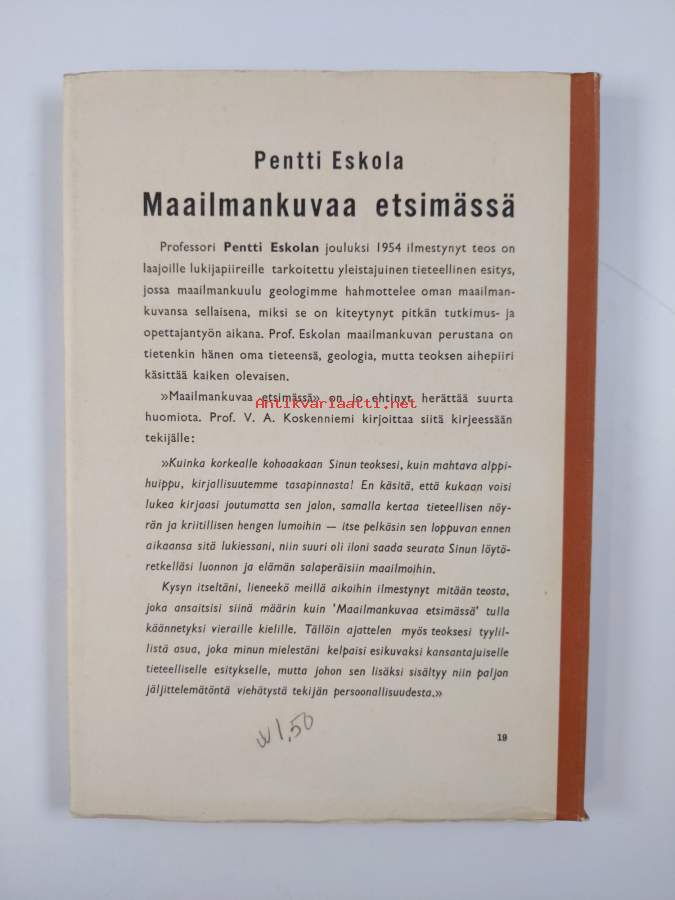 Pentti Eskola
Maailmankuvaa etsimässä
Professori Pentti Eskolan jouluksi 1954 ilmestynyt teos on
laajoille lukijapiireille tarkoitettu yleistajuinen tieteellinen esitys,
jossa maailmankuulu geologimme hahmottelee oman maailman-
kuvansa sellaisena, miksi se on kiteytynyt pitkän tutkimus- ja
opettajantyön aikana. Prof. Eskolan maailmankuvan perustana on
tietenkin hänen oma tieteensä, geologia, mutta teoksen aihepiiri
käsittää kaiken olevaisen.
»Maailmankuvaa etsimässä» on jo ehtinyt herättää suurta
Antikvariaatti.net
huomiota. Prof. V. A. Koskenniemi kirjoittaa siitä kirjeessään
tekijälle:
»Kuinka korkealle kohoaakaan Sinun teoksesi, kuin mahtava alppi-
huippu, kirjallisuutemme tasapinnasta! En käsitä, että kukaan voisi
lukea kirjaasi joutumatta sen jalon, samalla kertaa tieteellisen nöy-
rän ja kriitillisen hengen lumoihin — itse pelkäsin sen loppuvan ennen
aikaansa sitä lukiessani, niin suuri oli iloni saada seurata Sinun löytö-
retkelläsi luonnon ja elämän salaperäisiin maailmoihin.
Kysyn itseltäni, lieneekö meillä aikoihin ilmestynyt mitään teosta,
joka ansaitsisi siinä määrin kuin 'Maailmankuvaa etsimässä' tulla
käännetyksi vieraille kielille. Tällöin ajattelen myös teoksesi tyylil-
listä asua, joka minun mielestäni kelpaisi esikuvaksi kansantajuiselle
tieteelliselle esitykselle, mutta johon sen lisäksi sisältyy niin paljon
jäljittelemätöntä viehätystä tekijän persoonallisuudesta.»
1,50
19